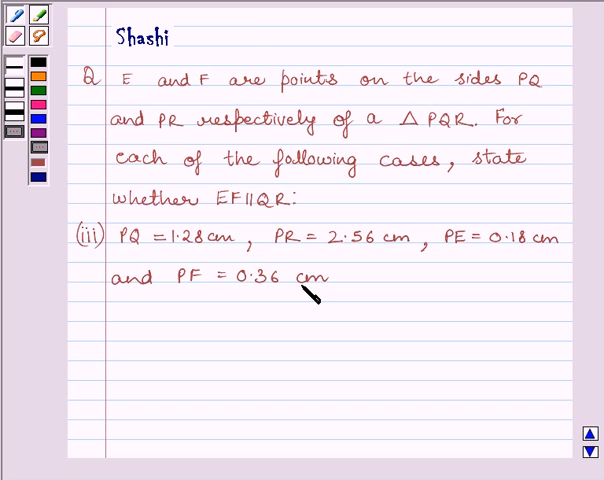 Shashi
Q E and F are points on the sides PQ
and PR respectively of a △ PQR. For
each of the following cases, state
whether EF||QR:
(iii) PQ = 1.28 cm, PR = 2.56 cm, PE = 0.18 cm
and PF = 0.36 cm